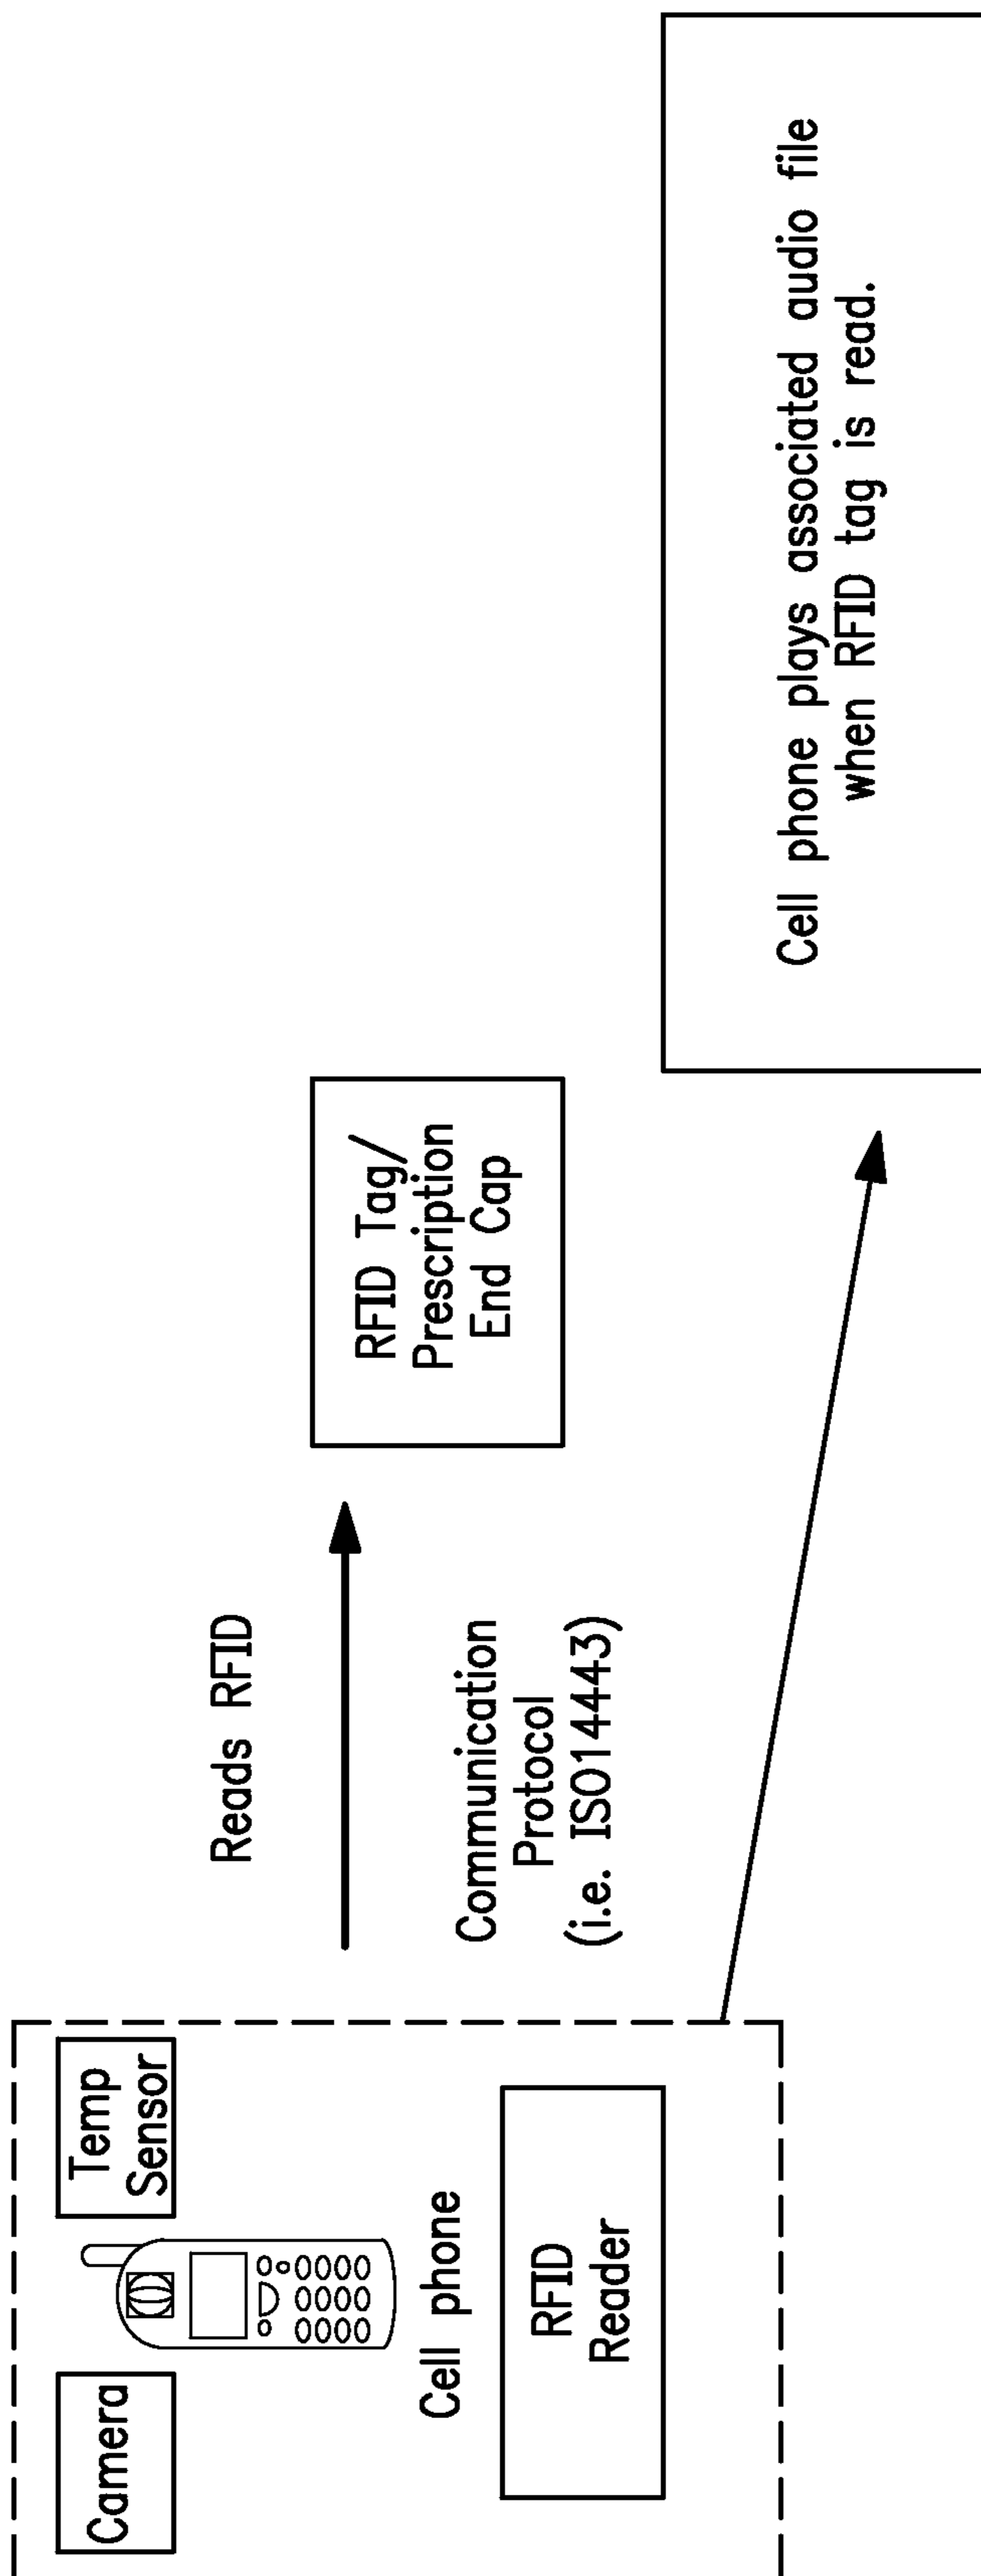 Camera
Temp
Sensor
Cell phone
RFID
Reader
Reads RFID
Communication
Protocol
(i.e. ISO14443)
RFID Tag/
Prescription
End Cap
Cell phone plays associated audio file
when RFID tag is read.